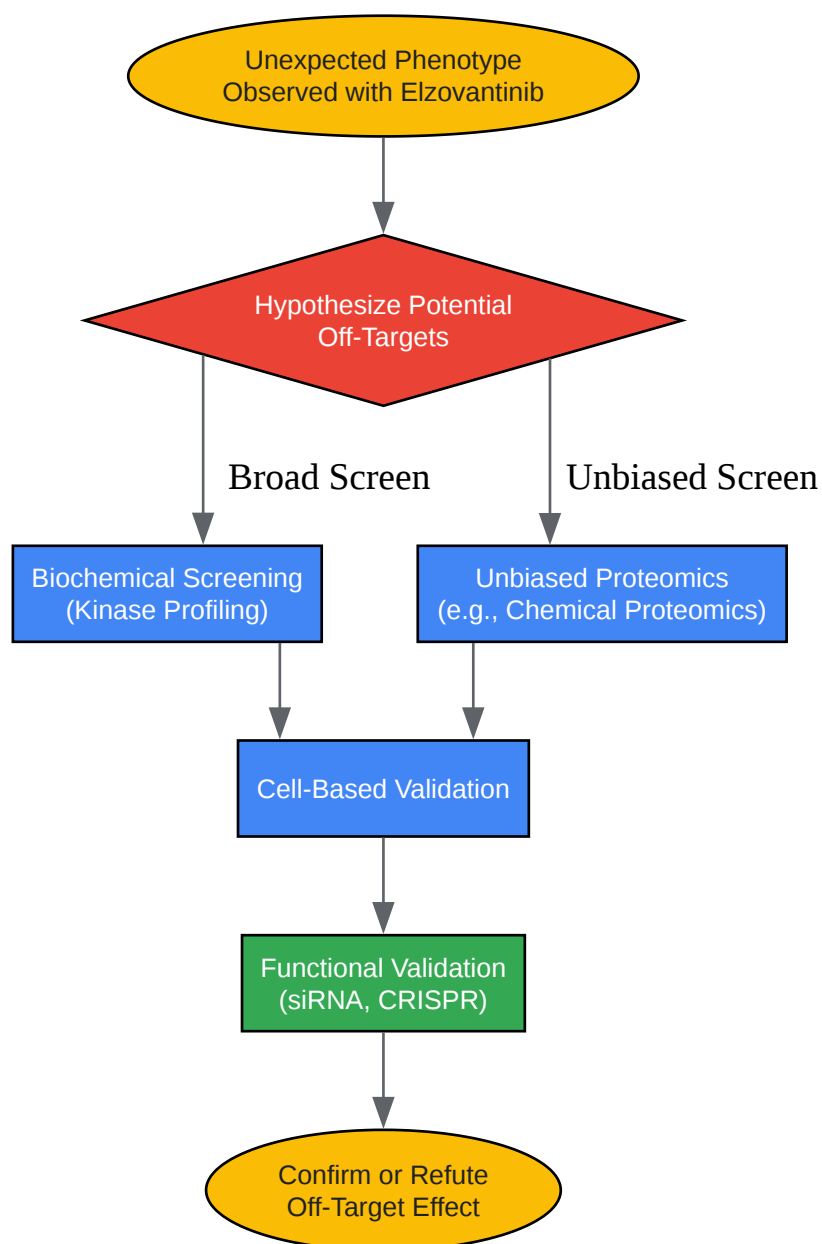 Unexpected Phenotype
Observed with Elzovantinib
Hypothesize Potential
Off-Targets
Broad Screen
Unbiased Screen
Biochemical Screening
(Kinase Profiling)
Unbiased Proteomics
(e.g., Chemical Proteomics)
Cell-Based Validation
Functional Validation
(siRNA, CRISPR)
Confirm or Refute
Off-Target Effect